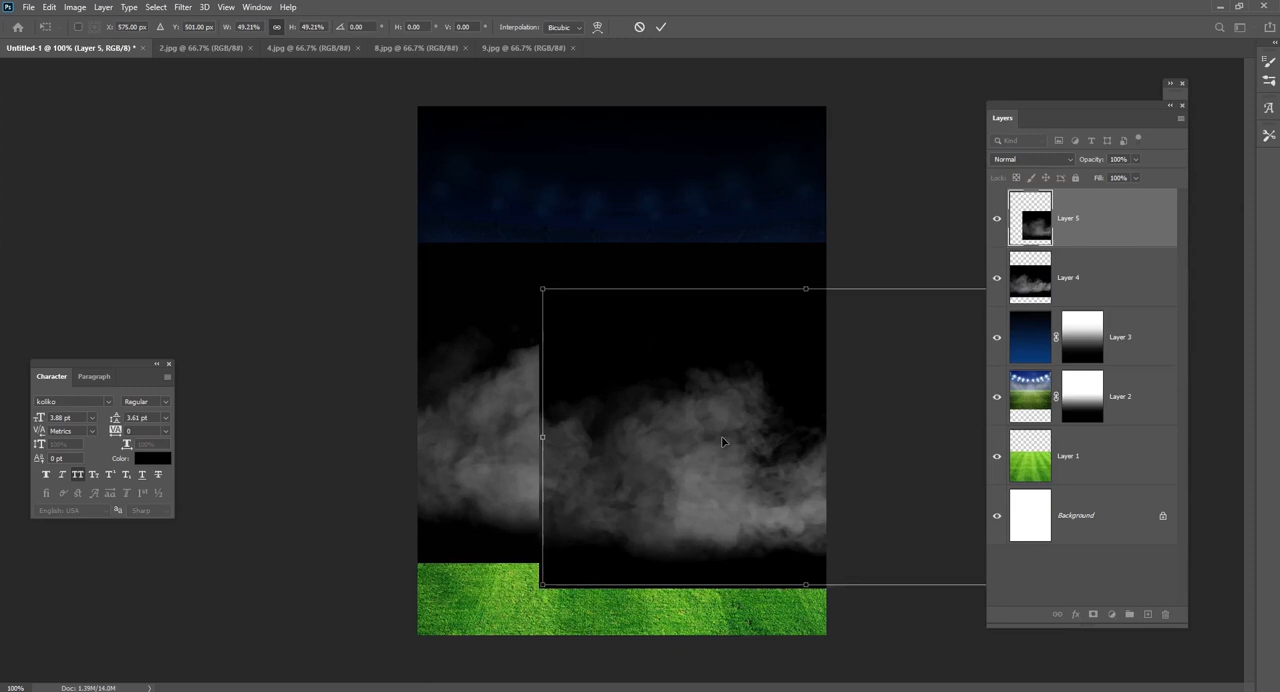 Ps File Edit Image Layer Type Select Filter 3D View Window Help
X: 575.00 px Y: 501.00 px W: 49.21% H: 49.21% 0.00 ° H: 0.00 ° V: 0.00 ° Interpolation: Bicubic
Untitled-1 @ 100% (Layer 5, RGB/8) * × 2.jpg @ 66.7% (RGB/8#) × 4.jpg @ 66.7% (RGB/8#) × 8.jpg @ 66.7% (RGB/8#) × 9.jpg @ 66.7% (RGB/8#) ×
Layers
Kind
Normal Opacity: 100%
Lock: Fill: 100%
Layer 5
Layer 4
Layer 3
Layer 2
Layer 1
Background
Character Paragraph
koliko Regular
3.88 pt 3.61 pt
Metrics 0
100% 100%
0 pt Color:
English: USA aa Sharp
100% Doc: 1.39M/14.0M